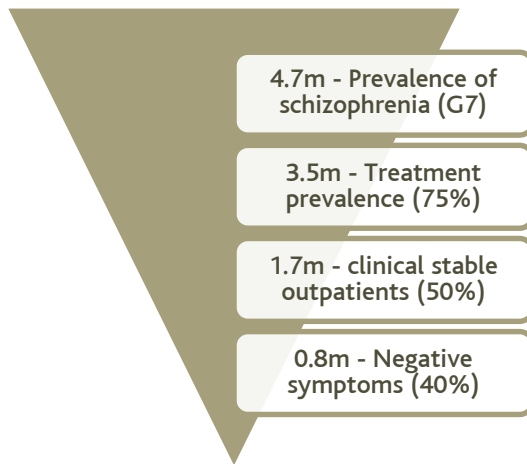 4.7m - Prevalence of
schizophrenia (G7)
3.5m - Treatment
prevalence (75%)
1.7m - clinical stable
outpatients (50%)
0.8m - Negative
symptoms (40%)